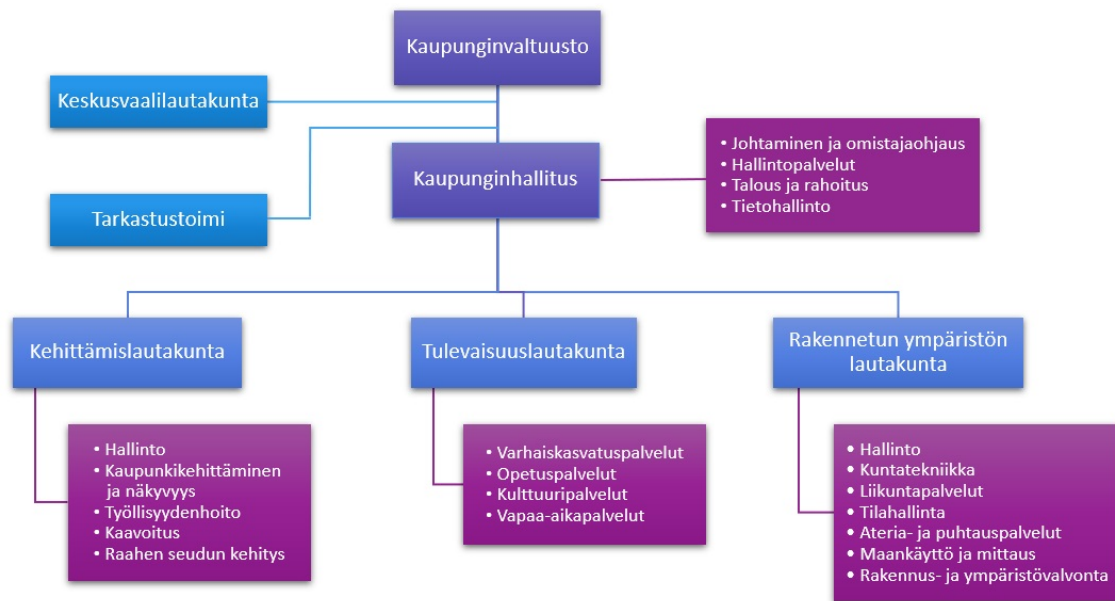 Kaupunginvaltuusto
Keskusvaalilautakunta
Kaupunginhallitus
• Johtaminen ja omistajaohjaus
• Hallintopalvelut
• Talous ja rahoitus
• Tietohallinto
Tarkastustoimi
Kehittämislautakunta
• Hallinto
• Kaupunkikehittäminen
ja näkyvyys
• Työllisyydenhoito
• Kaavoitus
• Raahen seudun kehitys
Tulevaisuuslautakunta
• Varhaiskasvatuspalvelut
• Opetuspalvelut
• Kulttuuripalvelut
• Vapaa-aikapalvelut
Rakennetun ympäristön
lautakunta
• Hallinto
• Kuntatekniikka
• Liikuntapalvelut
• Tilahallinta
• Ateria- ja puhtauspalvelut
• Maankäyttö ja mittaus
• Rakennus- ja ympäristövalvonta